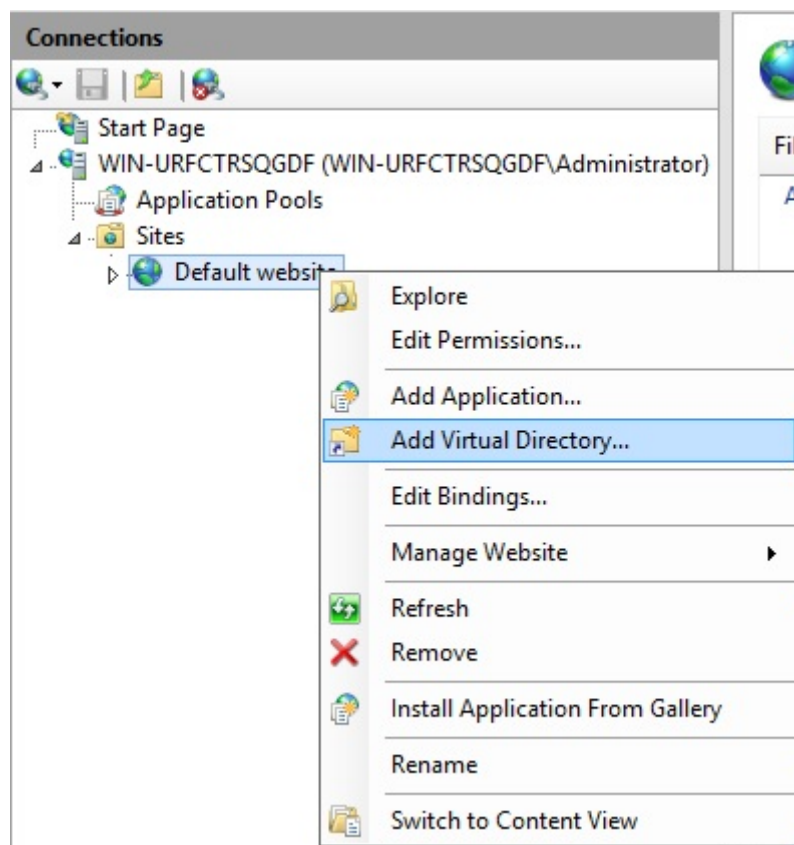 Connections
Start Page
WIN-URFCTRSQGDF (WIN-URFCTRSQGDF\Administrator)
Application Pools
Sites
Default website
Explore
Edit Permissions...
Add Application...
Add Virtual Directory...
Edit Bindings...
Manage Website
Refresh
Remove
Install Application From Gallery
Rename
Switch to Content View